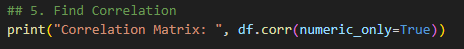 ## 5. Find Correlation
print("Correlation Matrix: ", df.corr(numeric_only=True))